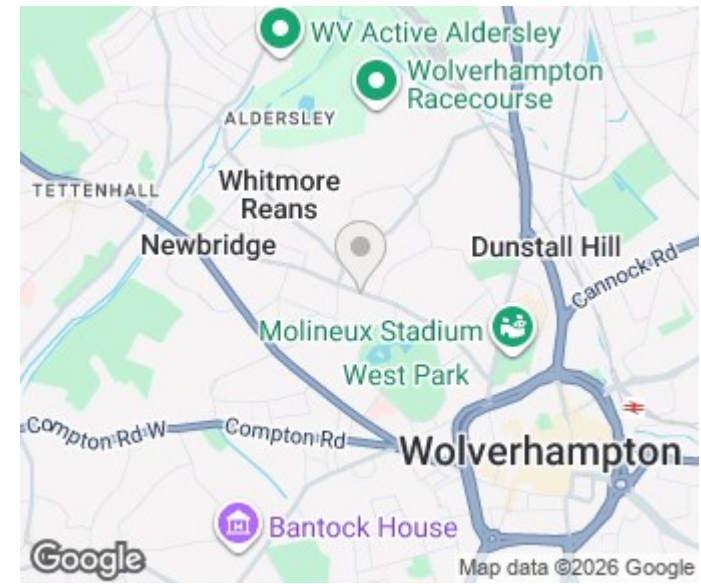 WV Active Aldersley
Wolverhampton
Racecourse
ALDERSLEY
TETTENHALL
Whitmore
Reans
Newbridge
Dunstall Hill
Cannock Rd
Molineux Stadium
West Park
Compton Rd W
Compton Rd
Wolverhampton
Bantock House
Google
Map data ©2026 Google